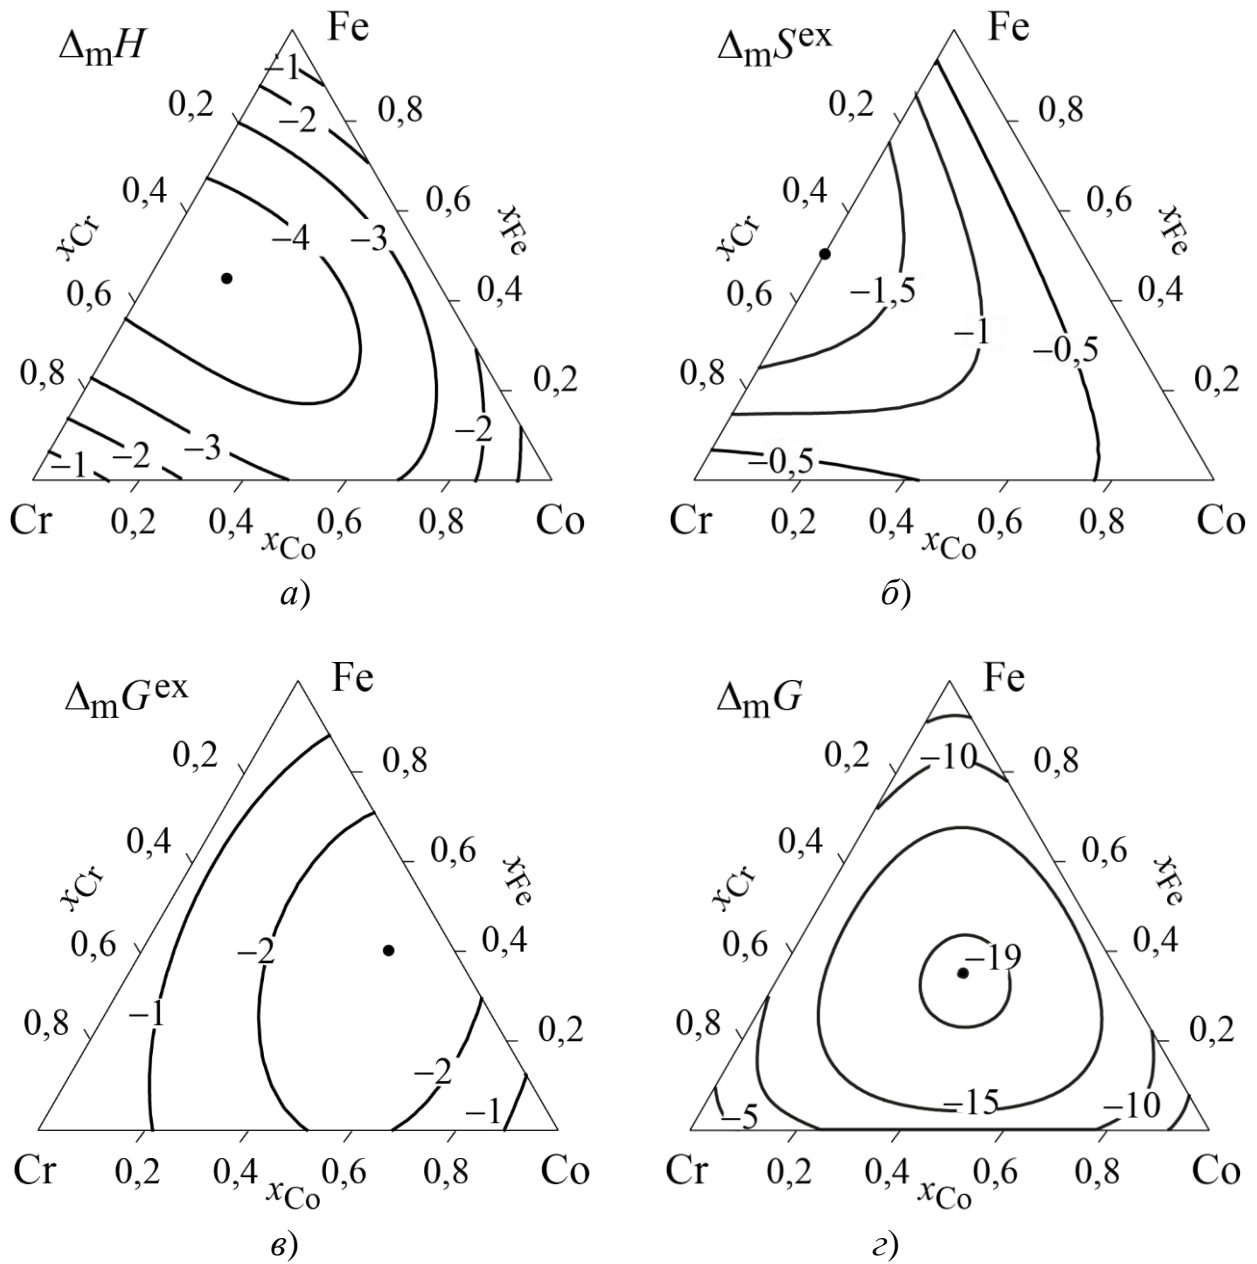 Fe
ΔmH
−1
0,2
−2
0,8
0,4
0,6
xCr
xFe
−4
−3
0,6
0,4
0,8
0,2
−2
−3
−2
−1
Cr
0,2
0,4
0,6
0,8
Co
xCo
а)
Fe
ΔmSex
0,2
0,8
0,4
0,6
xCr
xFe
0,6
−1,5
0,4
−1
−0,5
0,8
0,2
−0,5
Cr
0,2
0,4
0,6
0,8
Co
xCo
б)
Fe
ΔmGex
0,2
0,8
0,4
0,6
xCr
xFe
0,6
−2
0,4
−1
0,8
0,2
−2
−1
Cr
0,2
0,4
0,6
0,8
Co
xCo
в)
Fe
ΔmG
0,2
−10
0,8
0,4
0,6
xCr
xFe
0,6
−19
0,4
0,8
0,2
−5
−15
−10
Cr
0,2
0,4
0,6
0,8
Co
xCo
г)